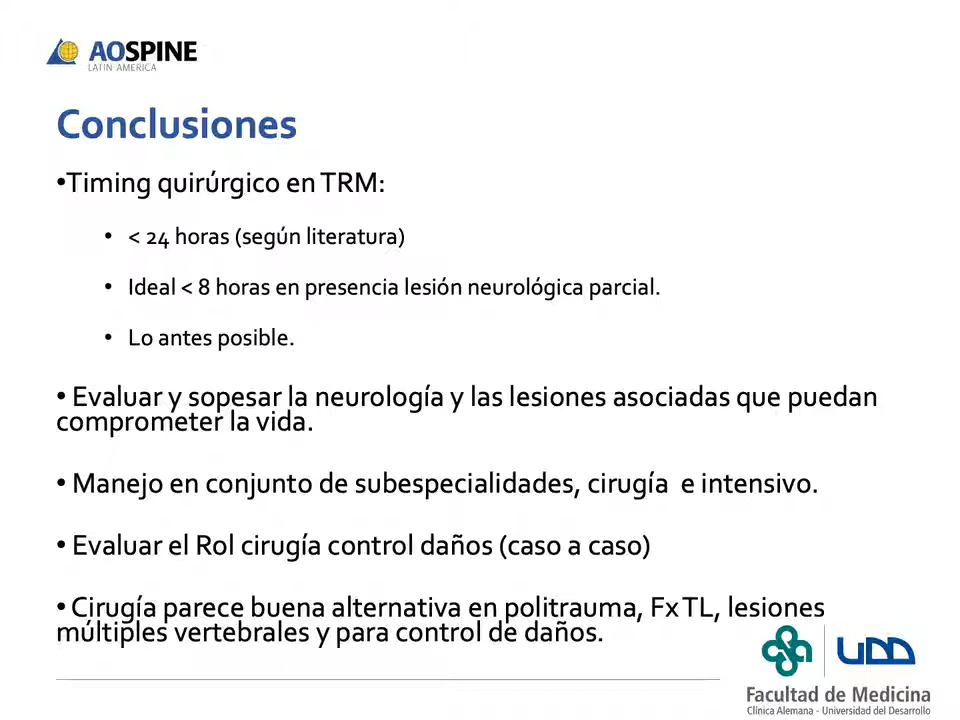 AOSPINE
LATIN AMERICA
Conclusiones
•Timing quirúrgico en TRM:
• < 24 horas (según literatura)
• Ideal < 8 horas en presencia lesión neurológica parcial.
• Lo antes posible.
• Evaluar y sopesar la neurología y las lesiones asociadas que puedan
comprometer la vida.
• Manejo en conjunto de subespecialidades, cirugía  e intensivo.
• Evaluar el Rol cirugía control daños (caso a caso)
• Cirugía parece buena alternativa en politrauma, Fx TL, lesiones
múltiples vertebrales y para control de daños.
UDD
Facultad de Medicina
Clínica Alemana - Universidad del Desarrollo